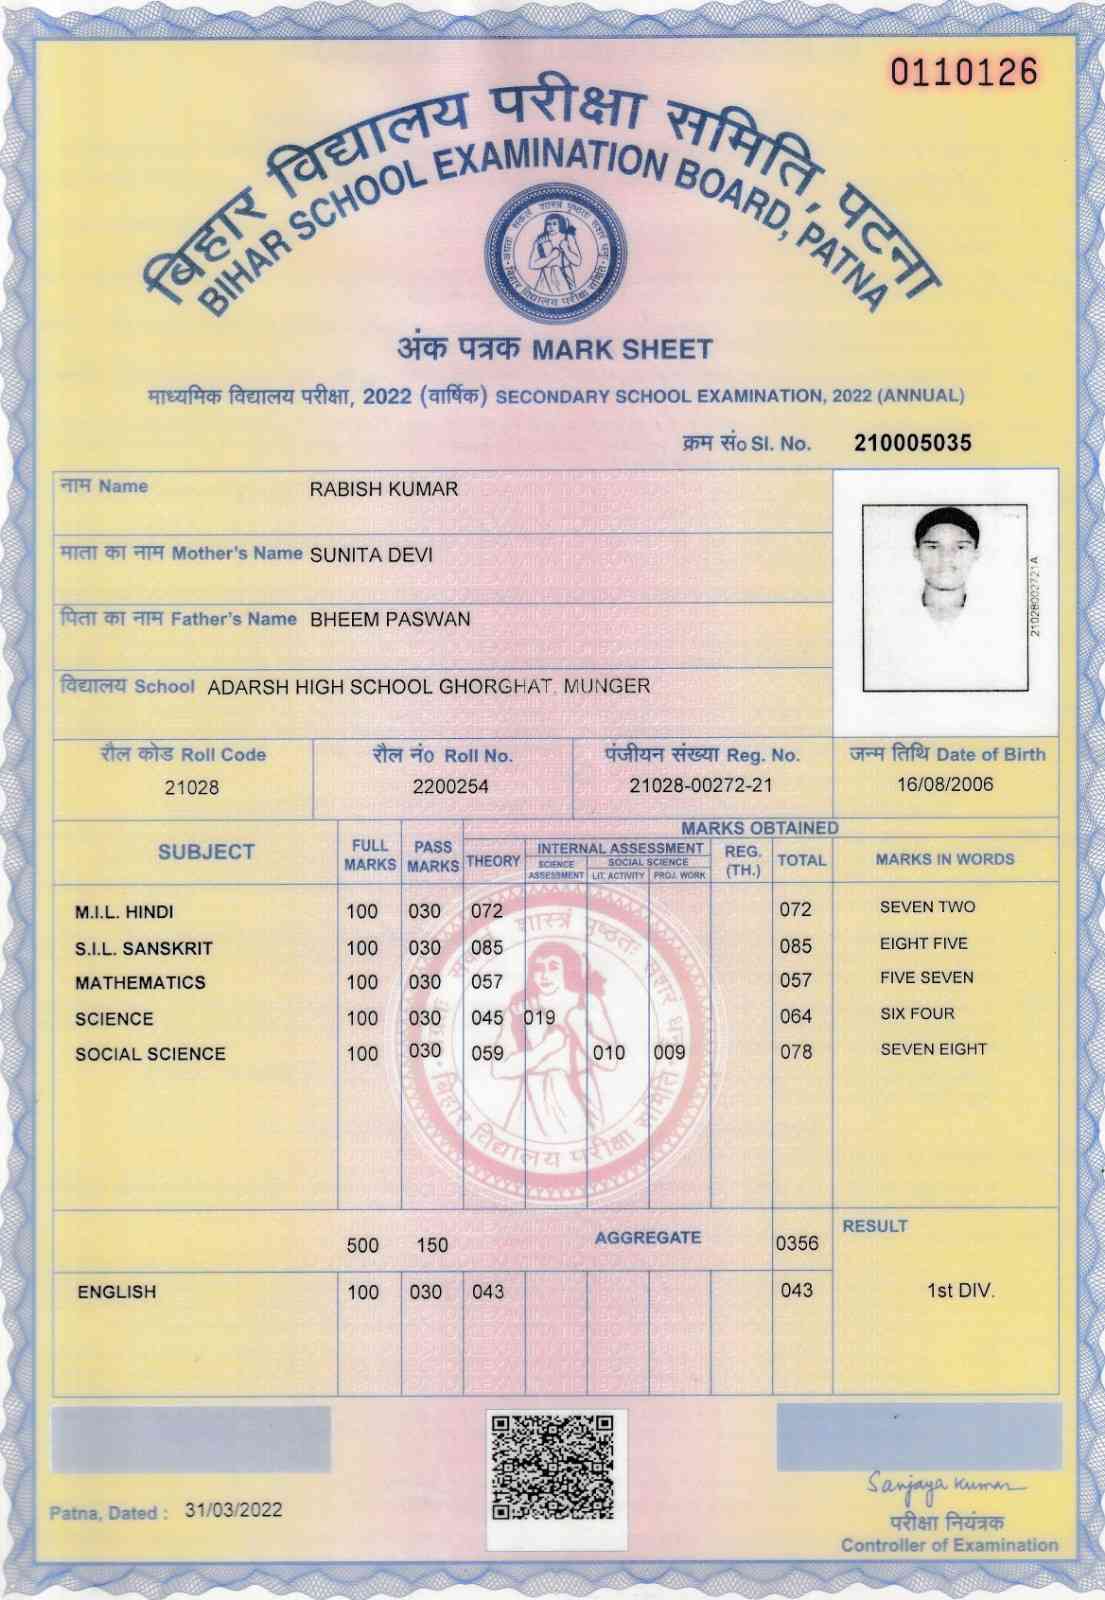 0110126
बिहार विद्यालय परीक्षा समिति, पटना
BIHAR SCHOOL EXAMINATION BOARD, PATNA
बिहार विद्यालय परीक्षा समिति
अंक पत्रक MARK SHEET
माध्यमिक विद्यालय परीक्षा, 2022 (वार्षिक) SECONDARY SCHOOL EXAMINATION, 2022 (ANNUAL)
क्रम सं० Sl. No. 210005035
नाम Name RABISH KUMAR
माता का नाम Mother's Name SUNITA DEVI
पिता का नाम Father's Name BHEEM PASWAN
21028002721A
विद्यालय School ADARSH HIGH SCHOOL GHORGHAT, MUNGER
रौल कोड Roll Code रौल नं० Roll No. पंजीयन संख्या Reg. No. जन्म तिथि Date of Birth
21028 2200254 21028-00272-21 16/08/2006
SUBJECT FULL MARKS PASS MARKS MARKS OBTAINED
THEORY INTERNAL ASSESSMENT REG. (TH.) TOTAL MARKS IN WORDS
SCIENCE ASSESSMENT SOCIAL SCIENCE
LIT. ACTIVITY PROJ. WORK
M.I.L. HINDI 100 030 072 072 SEVEN TWO
S.I.L. SANSKRIT 100 030 085 085 EIGHT FIVE
MATHEMATICS 100 030 057 057 FIVE SEVEN
SCIENCE 100 030 045 019 064 SIX FOUR
SOCIAL SCIENCE 100 030 059 010 009 078 SEVEN EIGHT
बिहार विद्यालय परीक्षा समिति
500 150 AGGREGATE 0356 RESULT
ENGLISH 100 030 043 043 1st DIV.
Sanjaya Kumar
Patna, Dated : 31/03/2022
परीक्षा नियंत्रक
Controller of Examination